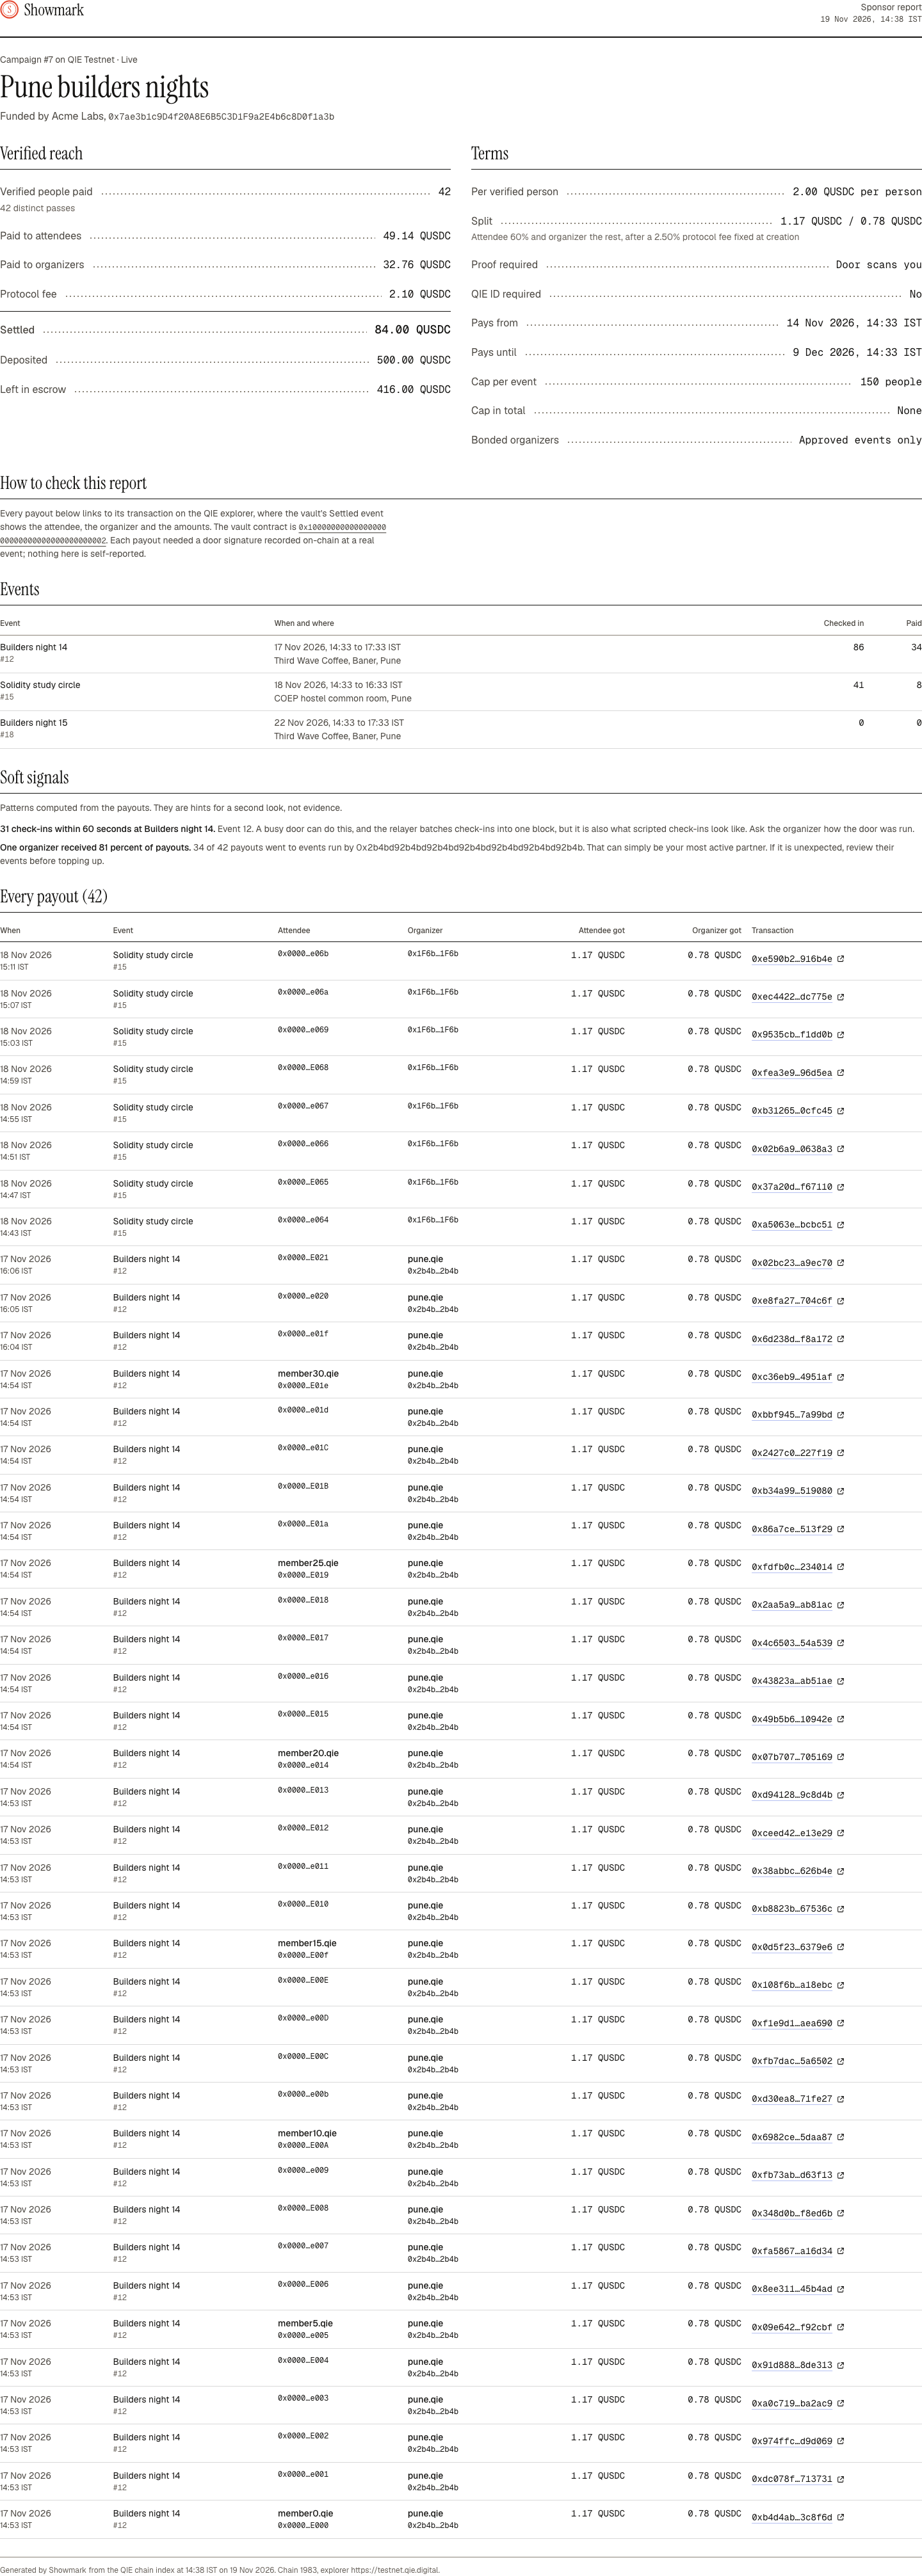 Showmark
Sponsor report
19 Nov 2026, 14:38 IST
Campaign #7 on QIE Testnet · Live
Pune builders nights
Funded by Acme Labs, 0x7ae3b1c9D4f20A8E6B5C3D1F9a2E4b6c8D0f1a3b
Verified reach
Verified people paid 42
42 distinct passes
Paid to attendees 49.14 QUSDC
Paid to organizers 32.76 QUSDC
Protocol fee 2.10 QUSDC
Settled 84.00 QUSDC
Deposited 500.00 QUSDC
Left in escrow 416.00 QUSDC
Terms
Per verified person 2.00 QUSDC per person
Split 1.17 QUSDC / 0.78 QUSDC
Attendee 60% and organizer the rest, after a 2.50% protocol fee fixed at creation
Proof required Door scans you
QIE ID required No
Pays from 14 Nov 2026, 14:33 IST
Pays until 9 Dec 2026, 14:33 IST
Cap per event 150 people
Cap in total None
Bonded organizers Approved events only
How to check this report
Every payout below links to its transaction on the QIE explorer, where the vault's Settled event
shows the attendee, the organizer and the amounts. The vault contract is 0x10000000000000000
00000000000000000000002. Each payout needed a door signature recorded on-chain at a real
event; nothing here is self-reported.
Events
Event When and where Checked in Paid
Builders night 14 17 Nov 2026, 14:33 to 17:33 IST 86 34
#12 Third Wave Coffee, Baner, Pune
Solidity study circle 18 Nov 2026, 14:33 to 16:33 IST 41 8
#15 COEP hostel common room, Pune
Builders night 15 22 Nov 2026, 14:33 to 17:33 IST 0 0
#18 Third Wave Coffee, Baner, Pune
Soft signals
Patterns computed from the payouts. They are hints for a second look, not evidence.
31 check-ins within 60 seconds at Builders night 14. Event 12. A busy door can do this, and the relayer batches check-ins into one block, but it is also what scripted check-ins look like. Ask the organizer how the door was run.
One organizer received 81 percent of payouts. 34 of 42 payouts went to events run by 0x2b4bd92b4bd92b4bd92b4bd92b4bd92b4bd92b4b. That can simply be your most active partner. If it is unexpected, review their
events before topping up.
Every payout (42)
When Event Attendee Organizer Attendee got Organizer got Transaction
18 Nov 2026 Solidity study circle 0x0000…e06b 0x1F6b…1F6b 1.17 QUSDC 0.78 QUSDC 0xe590b2…916b4e
15:11 IST #15
18 Nov 2026 Solidity study circle 0x0000…e06a 0x1F6b…1F6b 1.17 QUSDC 0.78 QUSDC 0xec4422…dc775e
15:07 IST #15
18 Nov 2026 Solidity study circle 0x0000…e069 0x1F6b…1F6b 1.17 QUSDC 0.78 QUSDC 0x9535cb…f1dd0b
15:03 IST #15
18 Nov 2026 Solidity study circle 0x0000…E068 0x1F6b…1F6b 1.17 QUSDC 0.78 QUSDC 0xfea3e9…96d5ea
14:59 IST #15
18 Nov 2026 Solidity study circle 0x0000…e067 0x1F6b…1F6b 1.17 QUSDC 0.78 QUSDC 0xb31265…0cfc45
14:55 IST #15
18 Nov 2026 Solidity study circle 0x0000…e066 0x1F6b…1F6b 1.17 QUSDC 0.78 QUSDC 0x02b6a9…0638a3
14:51 IST #15
18 Nov 2026 Solidity study circle 0x0000…E065 0x1F6b…1F6b 1.17 QUSDC 0.78 QUSDC 0x37a20d…f67110
14:47 IST #15
18 Nov 2026 Solidity study circle 0x0000…e064 0x1F6b…1F6b 1.17 QUSDC 0.78 QUSDC 0xa5063e…bcbc51
14:43 IST #15
17 Nov 2026 Builders night 14 0x0000…E021 pune.qie 1.17 QUSDC 0.78 QUSDC 0x02bc23…a9ec70
16:06 IST #12 0x2b4b…2b4b
17 Nov 2026 Builders night 14 0x0000…e020 pune.qie 1.17 QUSDC 0.78 QUSDC 0xe8fa27…704c6f
16:05 IST #12 0x2b4b…2b4b
17 Nov 2026 Builders night 14 0x0000…e01f pune.qie 1.17 QUSDC 0.78 QUSDC 0x6d238d…f8a172
16:04 IST #12 0x2b4b…2b4b
17 Nov 2026 Builders night 14 member30.qie pune.qie 1.17 QUSDC 0.78 QUSDC 0xc36eb9…4951af
14:54 IST #12 0x0000…E01e 0x2b4b…2b4b
17 Nov 2026 Builders night 14 0x0000…e01d pune.qie 1.17 QUSDC 0.78 QUSDC 0xbbf945…7a99bd
14:54 IST #12 0x2b4b…2b4b
17 Nov 2026 Builders night 14 0x0000…e01C pune.qie 1.17 QUSDC 0.78 QUSDC 0x2427c0…227f19
14:54 IST #12 0x2b4b…2b4b
17 Nov 2026 Builders night 14 0x0000…E01B pune.qie 1.17 QUSDC 0.78 QUSDC 0xb34a99…519080
14:54 IST #12 0x2b4b…2b4b
17 Nov 2026 Builders night 14 0x0000…E01a pune.qie 1.17 QUSDC 0.78 QUSDC 0x86a7ce…513f29
14:54 IST #12 0x2b4b…2b4b
17 Nov 2026 Builders night 14 member25.qie pune.qie 1.17 QUSDC 0.78 QUSDC 0xfdfb0c…234014
14:54 IST #12 0x0000…E019 0x2b4b…2b4b
17 Nov 2026 Builders night 14 0x0000…E018 pune.qie 1.17 QUSDC 0.78 QUSDC 0x2aa5a9…ab81ac
14:54 IST #12 0x2b4b…2b4b
17 Nov 2026 Builders night 14 0x0000…E017 pune.qie 1.17 QUSDC 0.78 QUSDC 0x4c6503…54a539
14:54 IST #12 0x2b4b…2b4b
17 Nov 2026 Builders night 14 0x0000…e016 pune.qie 1.17 QUSDC 0.78 QUSDC 0x43823a…ab51ae
14:54 IST #12 0x2b4b…2b4b
17 Nov 2026 Builders night 14 0x0000…E015 pune.qie 1.17 QUSDC 0.78 QUSDC 0x49b5b6…10942e
14:54 IST #12 0x2b4b…2b4b
17 Nov 2026 Builders night 14 member20.qie pune.qie 1.17 QUSDC 0.78 QUSDC 0x07b707…705169
14:54 IST #12 0x0000…e014 0x2b4b…2b4b
17 Nov 2026 Builders night 14 0x0000…E013 pune.qie 1.17 QUSDC 0.78 QUSDC 0xd94128…9c8d4b
14:53 IST #12 0x2b4b…2b4b
17 Nov 2026 Builders night 14 0x0000…E012 pune.qie 1.17 QUSDC 0.78 QUSDC 0xceed42…e13e29
14:53 IST #12 0x2b4b…2b4b
17 Nov 2026 Builders night 14 0x0000…e011 pune.qie 1.17 QUSDC 0.78 QUSDC 0x38abbc…626b4e
14:53 IST #12 0x2b4b…2b4b
17 Nov 2026 Builders night 14 0x0000…E010 pune.qie 1.17 QUSDC 0.78 QUSDC 0xb8823b…67536c
14:53 IST #12 0x2b4b…2b4b
17 Nov 2026 Builders night 14 member15.qie pune.qie 1.17 QUSDC 0.78 QUSDC 0x0d5f23…6379e6
14:53 IST #12 0x0000…E00f 0x2b4b…2b4b
17 Nov 2026 Builders night 14 0x0000…E00E pune.qie 1.17 QUSDC 0.78 QUSDC 0x108f6b…a18ebc
14:53 IST #12 0x2b4b…2b4b
17 Nov 2026 Builders night 14 0x0000…e00D pune.qie 1.17 QUSDC 0.78 QUSDC 0xf1e9d1…aea690
14:53 IST #12 0x2b4b…2b4b
17 Nov 2026 Builders night 14 0x0000…E00C pune.qie 1.17 QUSDC 0.78 QUSDC 0xfb7dac…5a6502
14:53 IST #12 0x2b4b…2b4b
17 Nov 2026 Builders night 14 0x0000…e00b pune.qie 1.17 QUSDC 0.78 QUSDC 0xd30ea8…71fe27
14:53 IST #12 0x2b4b…2b4b
17 Nov 2026 Builders night 14 member10.qie pune.qie 1.17 QUSDC 0.78 QUSDC 0x6982ce…5daa87
14:53 IST #12 0x0000…E00A 0x2b4b…2b4b
17 Nov 2026 Builders night 14 0x0000…e009 pune.qie 1.17 QUSDC 0.78 QUSDC 0xfb73ab…d63f13
14:53 IST #12 0x2b4b…2b4b
17 Nov 2026 Builders night 14 0x0000…E008 pune.qie 1.17 QUSDC 0.78 QUSDC 0x348d0b…f8ed6b
14:53 IST #12 0x2b4b…2b4b
17 Nov 2026 Builders night 14 0x0000…e007 pune.qie 1.17 QUSDC 0.78 QUSDC 0xfa5867…a16d34
14:53 IST #12 0x2b4b…2b4b
17 Nov 2026 Builders night 14 0x0000…E006 pune.qie 1.17 QUSDC 0.78 QUSDC 0x8ee311…45b4ad
14:53 IST #12 0x2b4b…2b4b
17 Nov 2026 Builders night 14 member5.qie pune.qie 1.17 QUSDC 0.78 QUSDC 0x09e642…f92cbf
14:53 IST #12 0x0000…e005 0x2b4b…2b4b
17 Nov 2026 Builders night 14 0x0000…E004 pune.qie 1.17 QUSDC 0.78 QUSDC 0x91d888…8de313
14:53 IST #12 0x2b4b…2b4b
17 Nov 2026 Builders night 14 0x0000…e003 pune.qie 1.17 QUSDC 0.78 QUSDC 0xa0c719…ba2ac9
14:53 IST #12 0x2b4b…2b4b
17 Nov 2026 Builders night 14 0x0000…E002 pune.qie 1.17 QUSDC 0.78 QUSDC 0x974ffc…d9d069
14:53 IST #12 0x2b4b…2b4b
17 Nov 2026 Builders night 14 0x0000…e001 pune.qie 1.17 QUSDC 0.78 QUSDC 0xdc078f…713731
14:53 IST #12 0x2b4b…2b4b
17 Nov 2026 Builders night 14 member0.qie pune.qie 1.17 QUSDC 0.78 QUSDC 0xb4d4ab…3c8f6d
14:53 IST #12 0x0000…E000 0x2b4b…2b4b
Generated by Showmark from the QIE chain index at 14:38 IST on 19 Nov 2026. Chain 1983, explorer https://testnet.qie.digital.